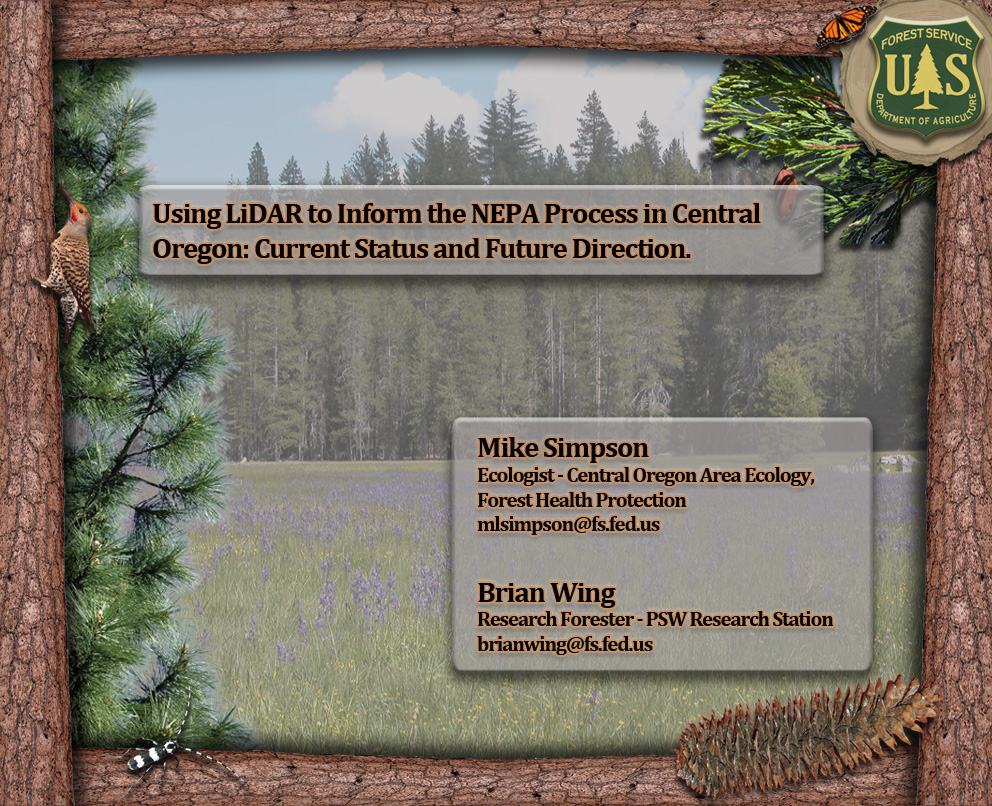 FOREST SERVICE
US
DEPARTMENT OF AGRICULTURE
Using LiDAR to Inform the NEPA Process in Central
Oregon: Current Status and Future Direction.
Mike Simpson
Ecologist - Central Oregon Area Ecology,
Forest Health Protection
mlsimpson@fs.fed.us
Brian Wing
Research Forester - PSW Research Station
brianwing@fs.fed.us